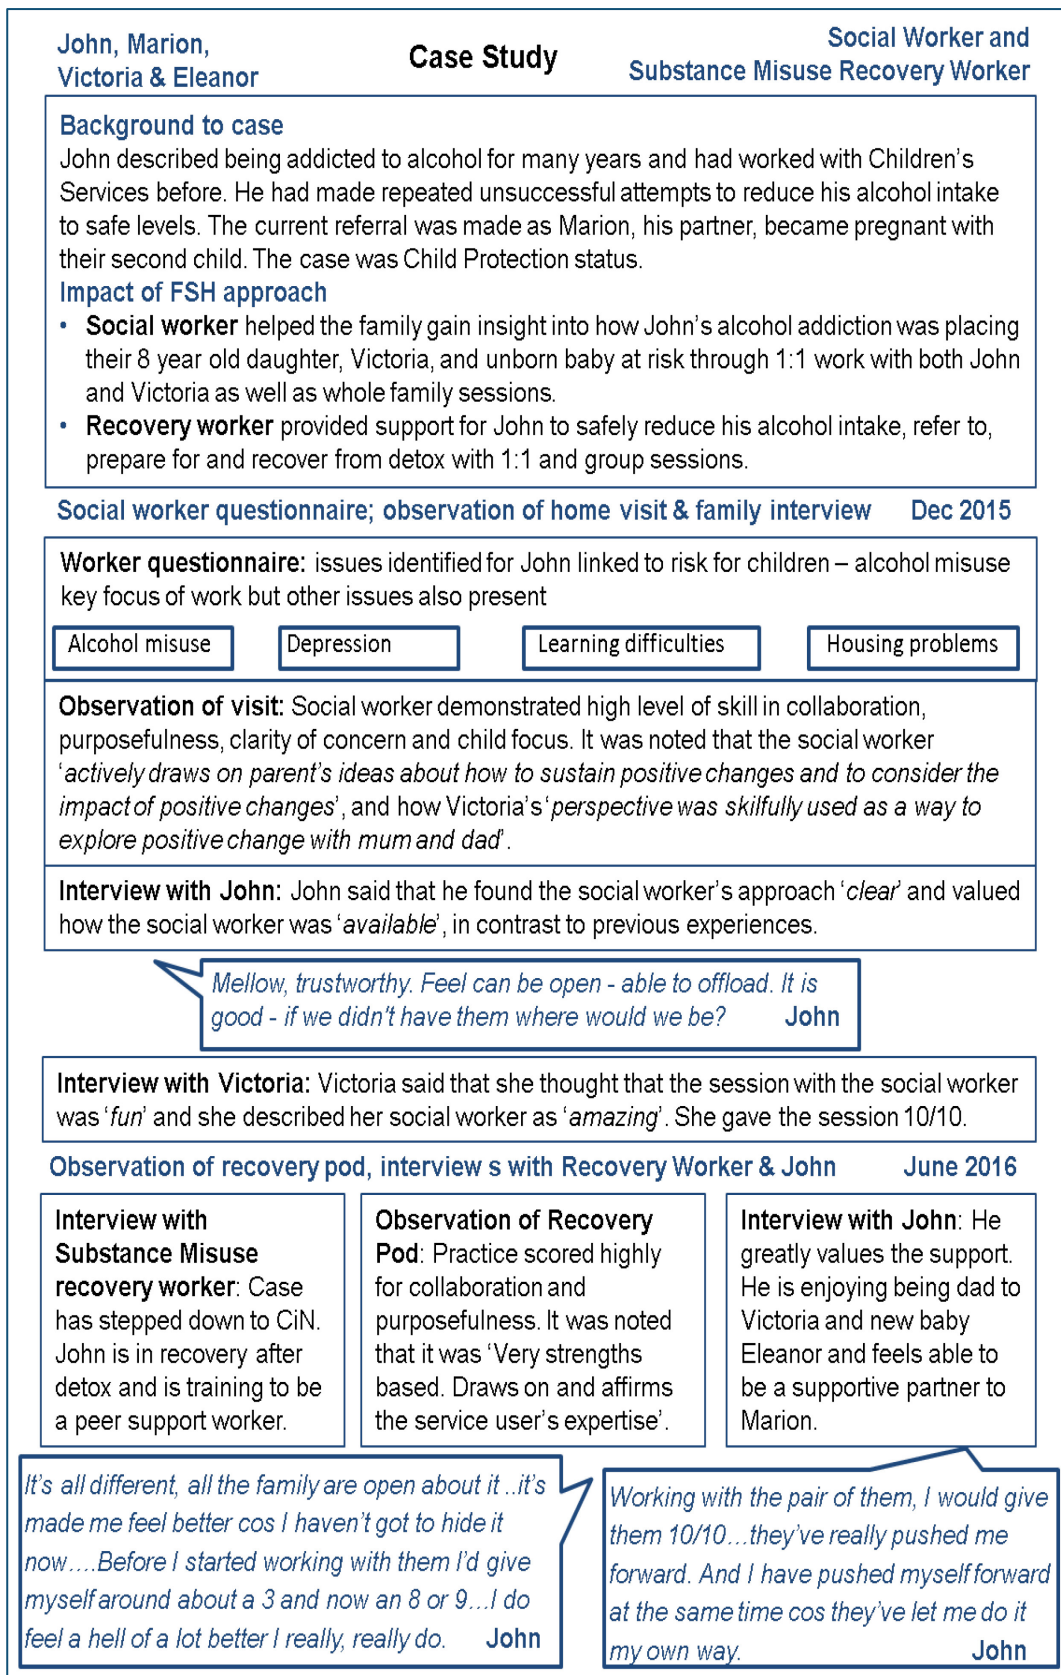 John, Marion,
Victoria & Eleanor
Case Study
Social Worker and
Substance Misuse Recovery Worker
Background to case
John described being addicted to alcohol for many years and had worked with Children's
Services before. He had made repeated unsuccessful attempts to reduce his alcohol intake
to safe levels. The current referral was made as Marion, his partner, became pregnant with
their second child. The case was Child Protection status.
Impact of FSH approach
• Social worker helped the family gain insight into how John's alcohol addiction was placing
their 8 year old daughter, Victoria, and unborn baby at risk through 1:1 work with both John
and Victoria as well as whole family sessions.
• Recovery worker provided support for John to safely reduce his alcohol intake, refer to,
prepare for and recover from detox with 1:1 and group sessions.
Social worker questionnaire; observation of home visit & family interview Dec 2015
Worker questionnaire: issues identified for John linked to risk for children – alcohol misuse
key focus of work but other issues also present
Alcohol misuse
Depression
Learning difficulties
Housing problems
Observation of visit: Social worker demonstrated high level of skill in collaboration,
purposefulness, clarity of concern and child focus. It was noted that the social worker
'actively draws on parent's ideas about how to sustain positive changes and to consider the
impact of positive changes', and how Victoria's 'perspective was skilfully used as a way to
explore positive change with mum and dad'.
Interview with John: John said that he found the social worker's approach 'clear' and valued
how the social worker was 'available', in contrast to previous experiences.
Mellow, trustworthy. Feel can be open - able to offload. It is
good - if we didn't have them where would we be? John
Interview with Victoria: Victoria said that she thought that the session with the social worker
was 'fun' and she described her social worker as 'amazing'. She gave the session 10/10.
Observation of recovery pod, interview s with Recovery Worker & John June 2016
Interview with
Substance Misuse
recovery worker: Case
has stepped down to CiN.
John is in recovery after
detox and is training to be
a peer support worker.
Observation of Recovery
Pod: Practice scored highly
for collaboration and
purposefulness. It was noted
that it was 'Very strengths
based. Draws on and affirms
the service user's expertise'.
Interview with John: He
greatly values the support.
He is enjoying being dad to
Victoria and new baby
Eleanor and feels able to
be a supportive partner to
Marion.
It's all different, all the family are open about it ..it's
made me feel better cos I haven't got to hide it
now....Before I started working with them I'd give
myself around about a 3 and now an 8 or 9...I do
feel a hell of a lot better I really, really do. John
Working with the pair of them, I would give
them 10/10...they've really pushed me
forward. And I have pushed myself forward
at the same time cos they've let me do it
my own way. John